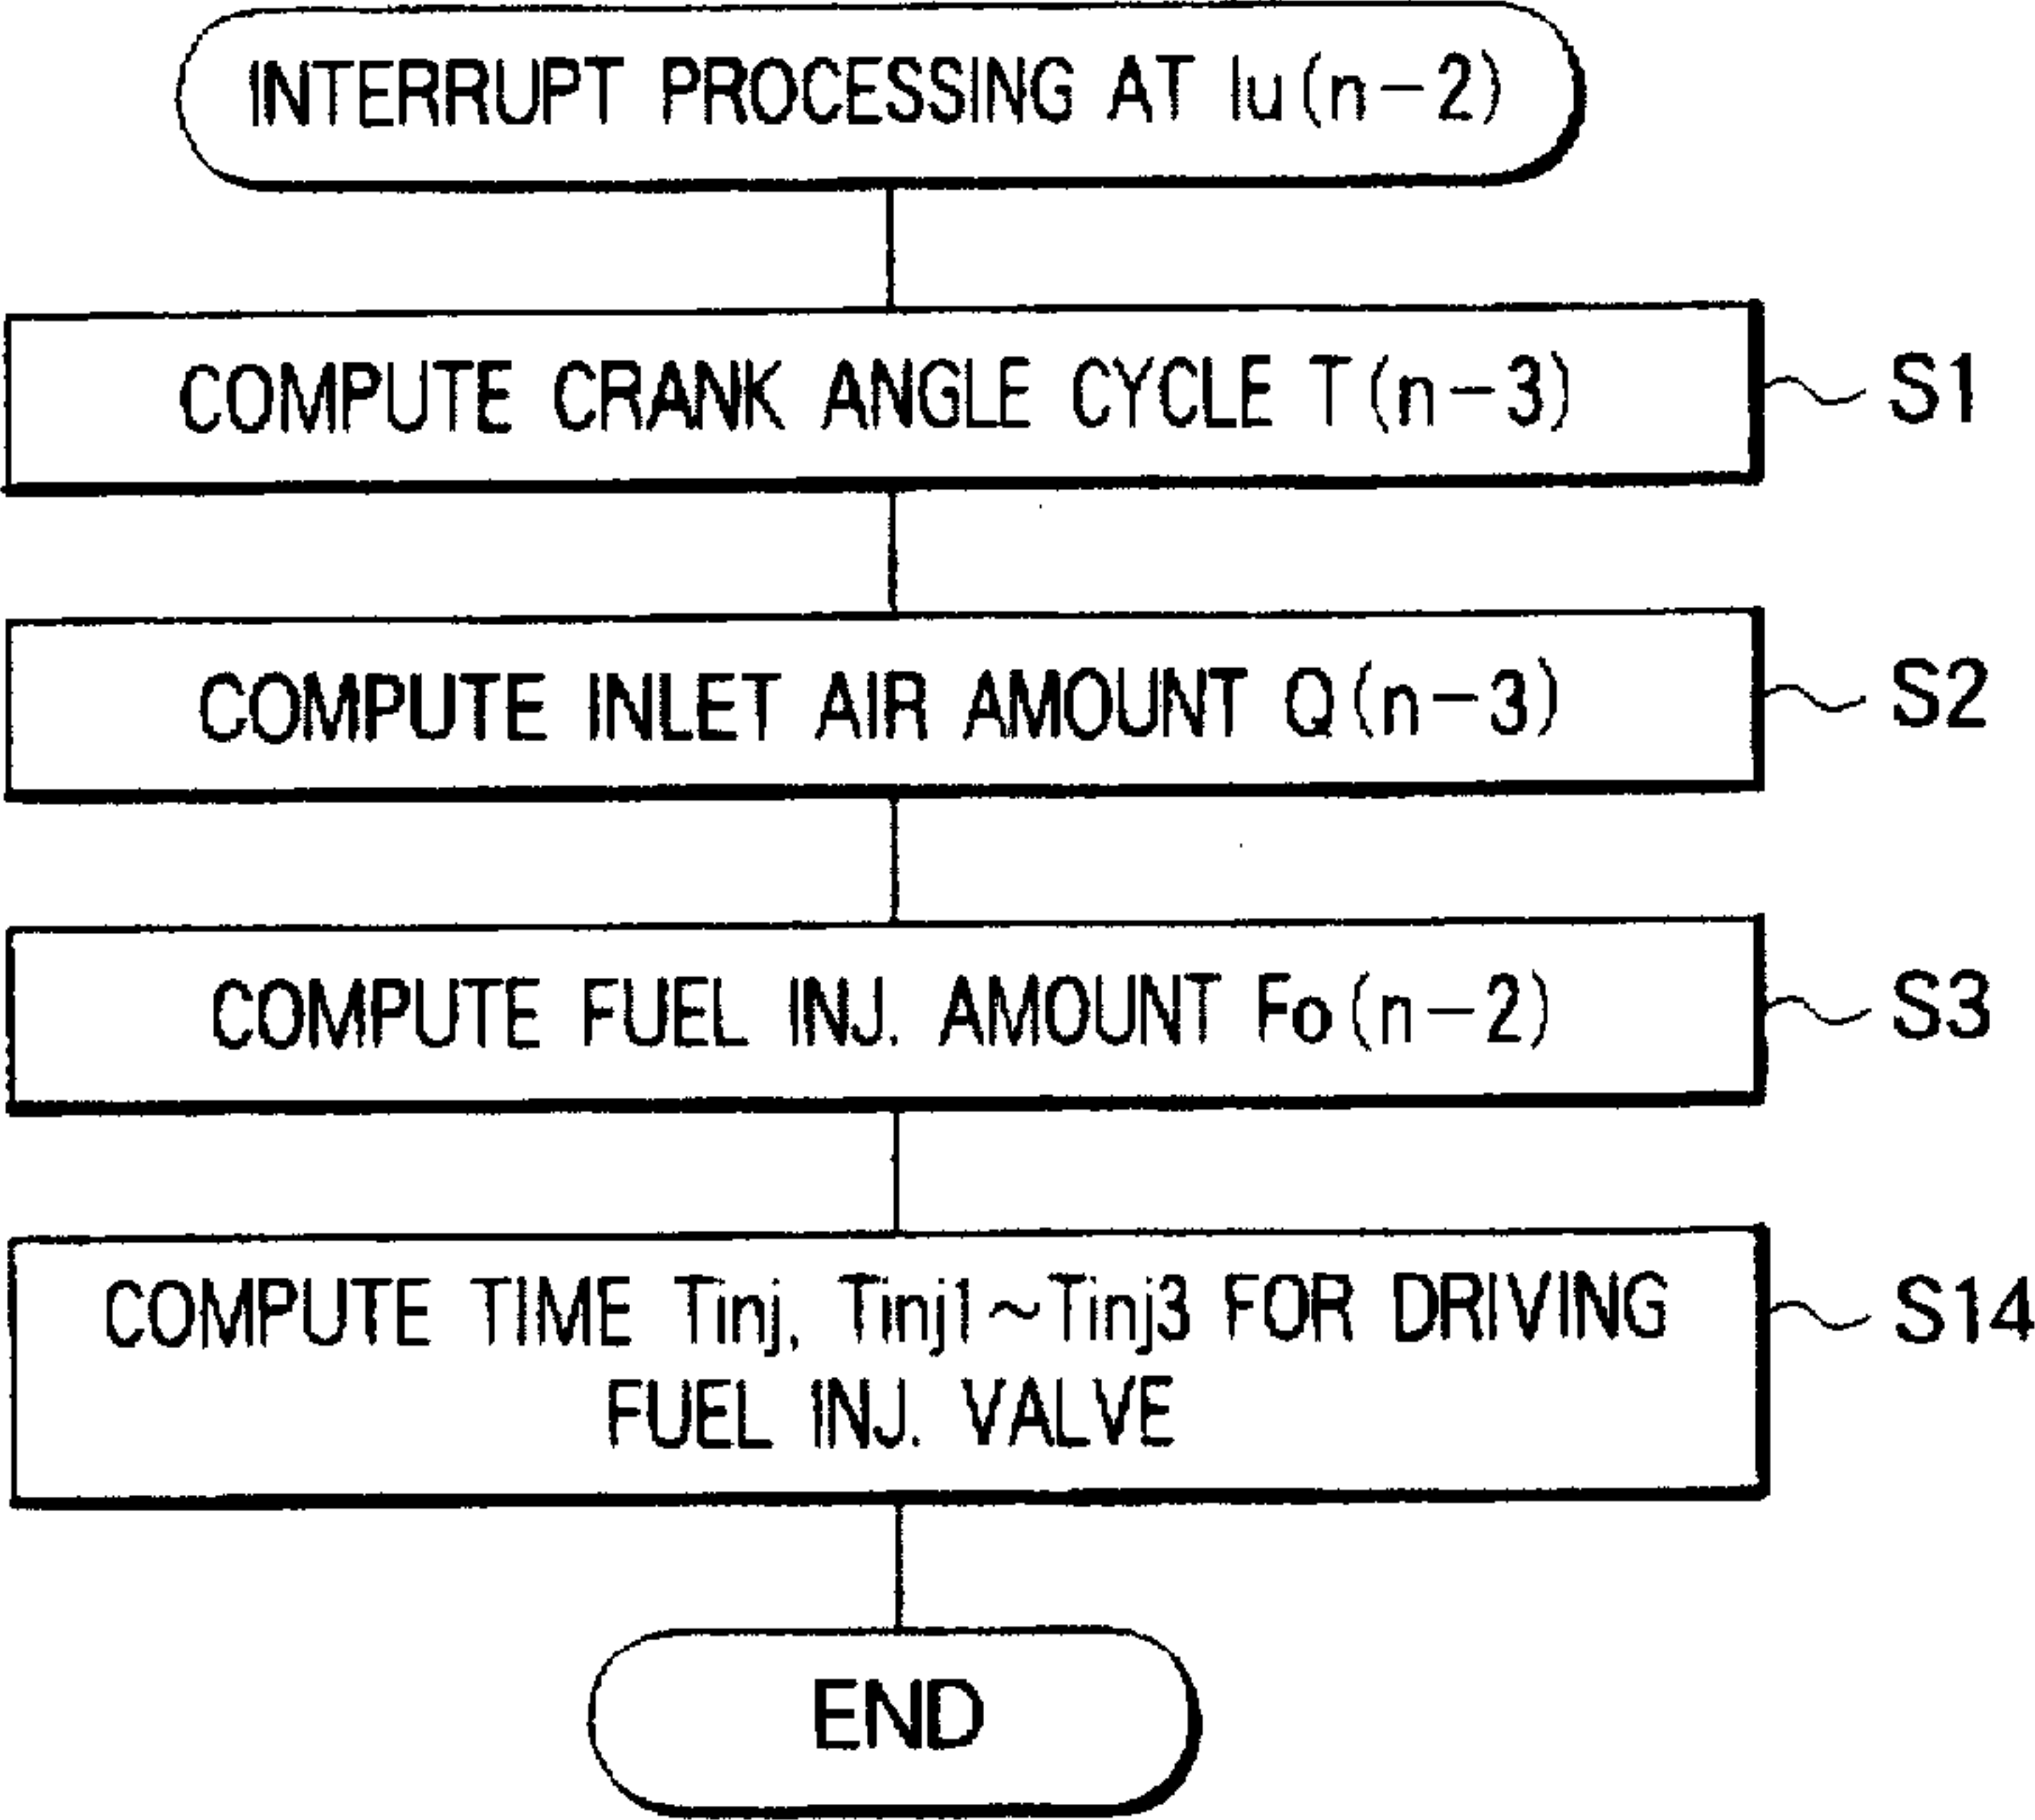 INTERRUPT PROCESSING AT Iu(n-2)
COMPUTE CRANK ANGLE CYCLE T(n-3)
S1
COMPUTE INLET AIR AMOUNT Q(n-3)
S2
COMPUTE FUEL INJ. AMOUNT Fo(n-2)
S3
COMPUTE TIME Tinj, Tinj1~Tinj3 FOR DRIVING
FUEL INJ. VALVE
S14
END